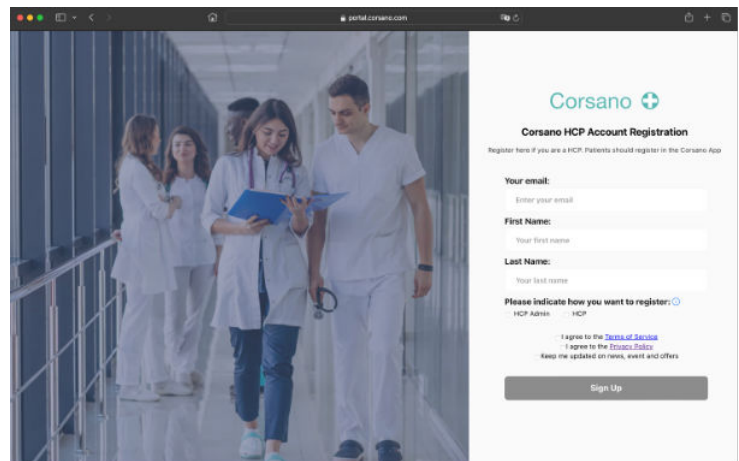 portal.corsano.com
Corsano
Corsano HCP Account Registration
Register here if you are a HCP. Patients should register in the Corsano App
Your email:
Enter your email
First Name:
Your first name
Last Name:
Your last name
Please indicate how you want to register:
HCP Admin HCP
I agree to the Terms of Service
I agree to the Privacy Policy
Keep me updated on news, event and offers
Sign Up